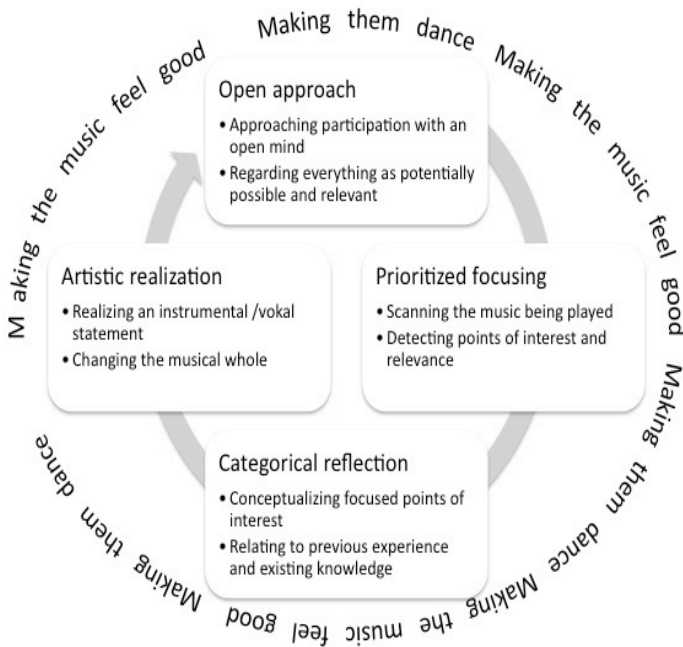 M aking the music feel good Making them dance Making the music feel good Making them dance Making the music feel good Making them dance
Open approach
• Approaching participation with an
open mind
• Regarding everything as potentially
possible and relevant
Artistic realization
• Realizing an instrumental /vokal
statement
• Changing the musical whole
Prioritized focusing
• Scanning the music being played
• Detecting points of interest and
relevance
Categorical reflection
• Conceptualizing focused points of
interest
• Relating to previous experience
and existing knowledge